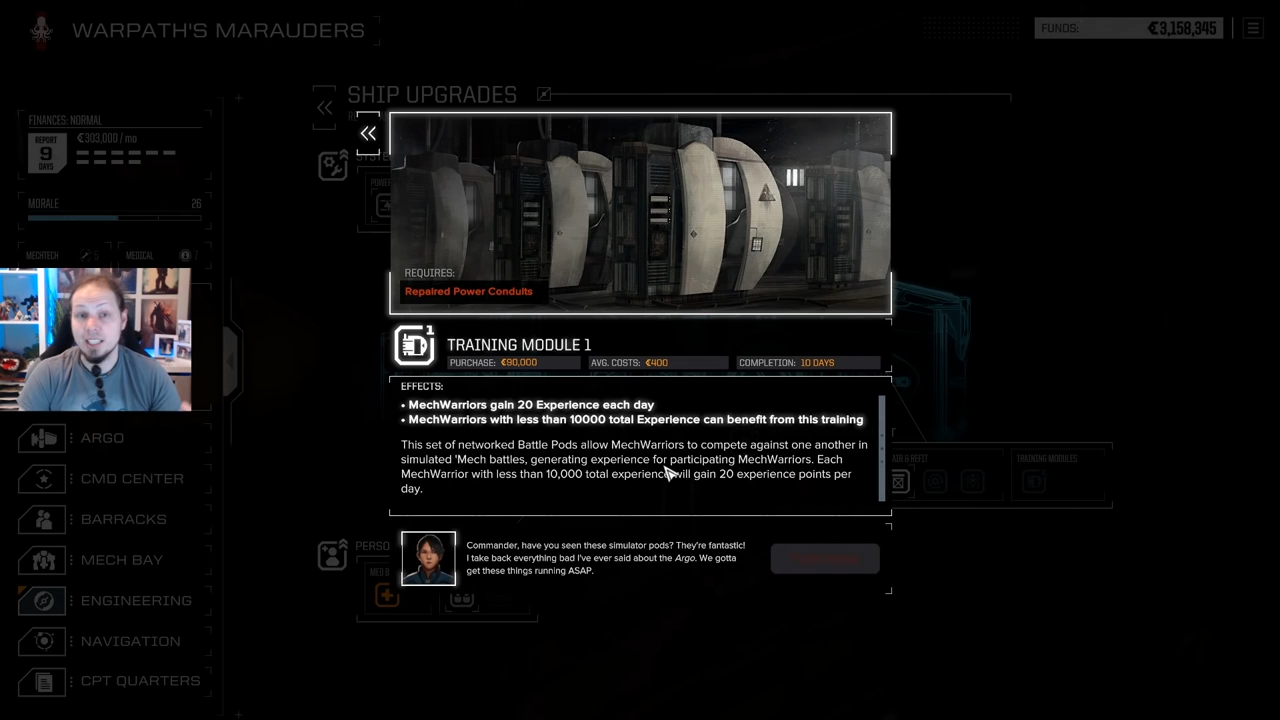 WARPATH'S MARAUDERS
FUNDS: €3,158,345
SHIP UPGRADES
FINANCES: NORMAL
REPORT
9
DAYS
€303,000 / mo
MORALE 26
MECHTECH 5 MEDICAL 7
REQUIRES:
Repaired Power Conduits
1
TRAINING MODULE 1
PURCHASE: €90,000 AVG. COSTS: €400 COMPLETION: 10 DAYS
EFFECTS:
• MechWarriors gain 20 Experience each day
• MechWarriors with less than 10000 total Experience can benefit from this training
This set of networked Battle Pods allow MechWarriors to compete against one another in
simulated 'Mech battles, generating experience for participating MechWarriors. Each
MechWarrior with less than 10,000 total experience will gain 20 experience points per
day.
TRAINING MODULES
Commander, have you seen these simulator pods? They're fantastic!
I take back everything bad I've ever said about the Argo. We gotta
get these things running ASAP.
ARGO
CMD CENTER
BARRACKS
MECH BAY
ENGINEERING
NAVIGATION
CPT QUARTERS